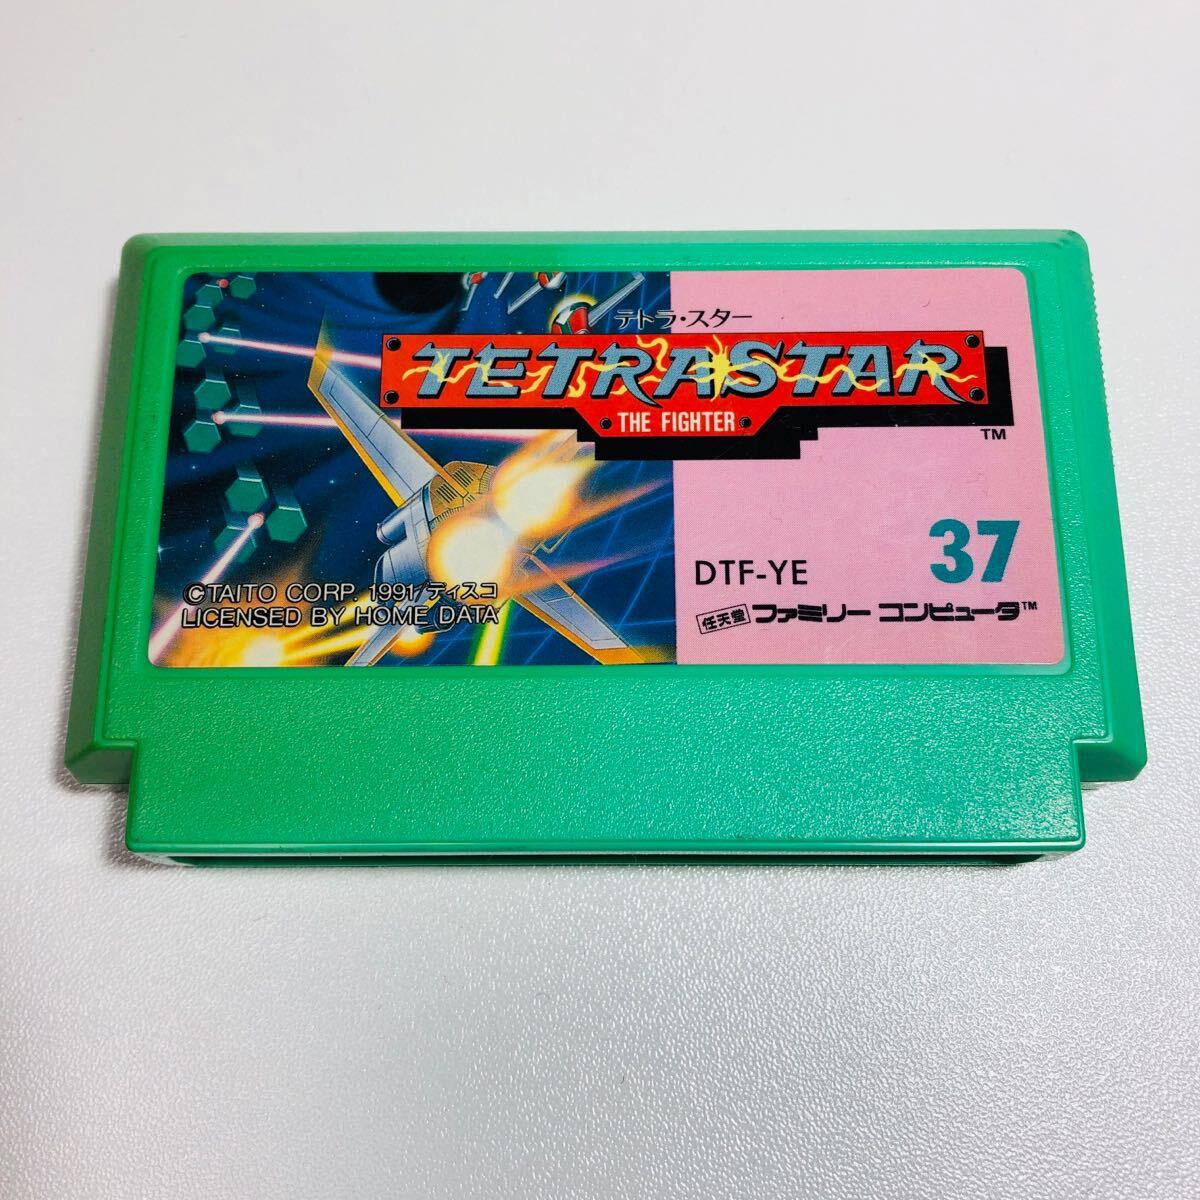 テトラ・スター
TETRASTAR
THE FIGHTER
TM
37
DTF-YE
©TAITO CORP. 1991/ディスコ
LICENSED BY HOME DATA
任天堂 ファミリー コンピュータ™